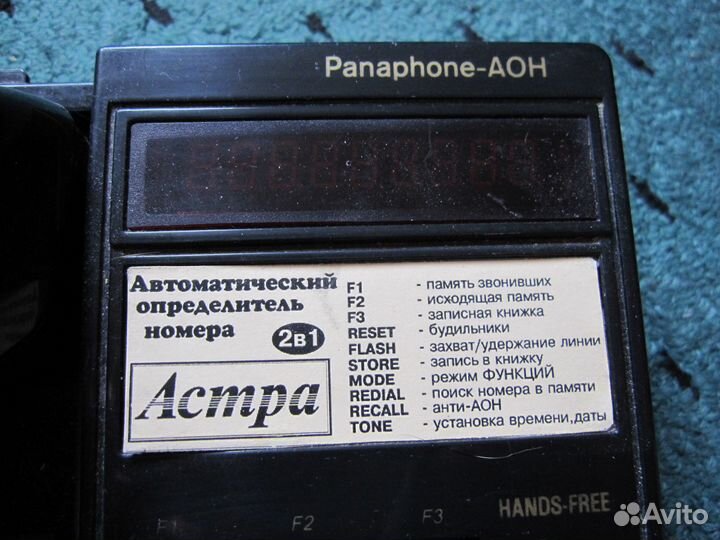 Panaphone-АОН
Автоматический
определитель
номера
2в1
Астра
F1 - память звонивших
F2 - исходящая память
F3 - записная книжка
RESET - будильники
FLASH - захват/удержание линии
STORE - запись в книжку
MODE - режим ФУНКЦИЙ
REDIAL - поиск номера в памяти
RECALL - анти-АОН
TONE - установка времени,даты
F1 F2 F3 HANDS-FREE
Avito